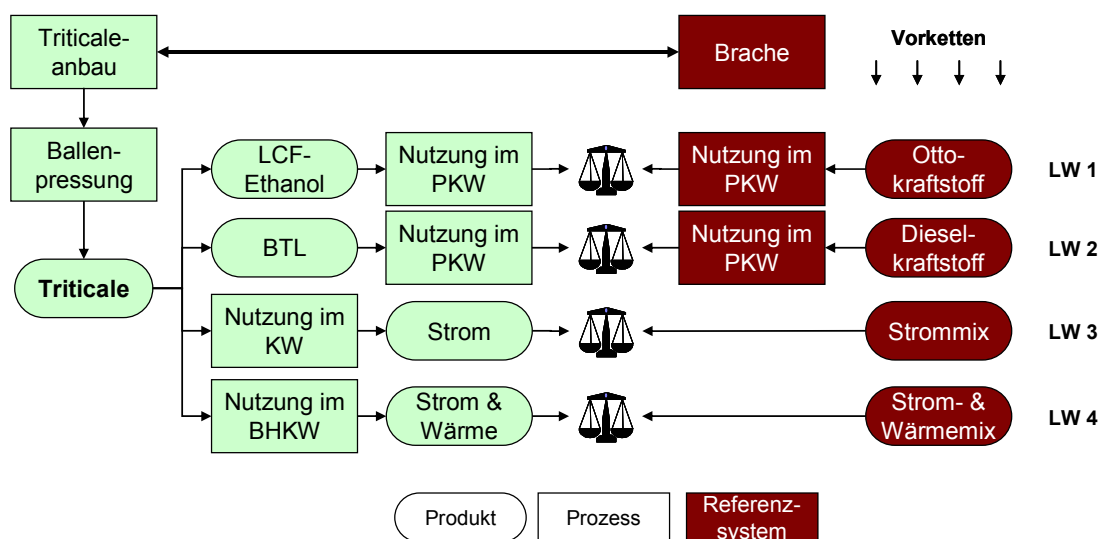 Triticale-
anbau
Brache
Vorketten
Ballen-
pressung
LCF-
Ethanol
Nutzung im
PKW
Nutzung im
PKW
Otto-
kraftstoff
LW 1
BTL
Nutzung im
PKW
Nutzung im
PKW
Diesel-
kraftstoff
LW 2
Triticale
Nutzung im
KW
Strom
Strommix
LW 3
Nutzung im
BHKW
Strom &
Wärme
Strom- &
Wärmemix
LW 4
Produkt
Prozess
Referenz-
system